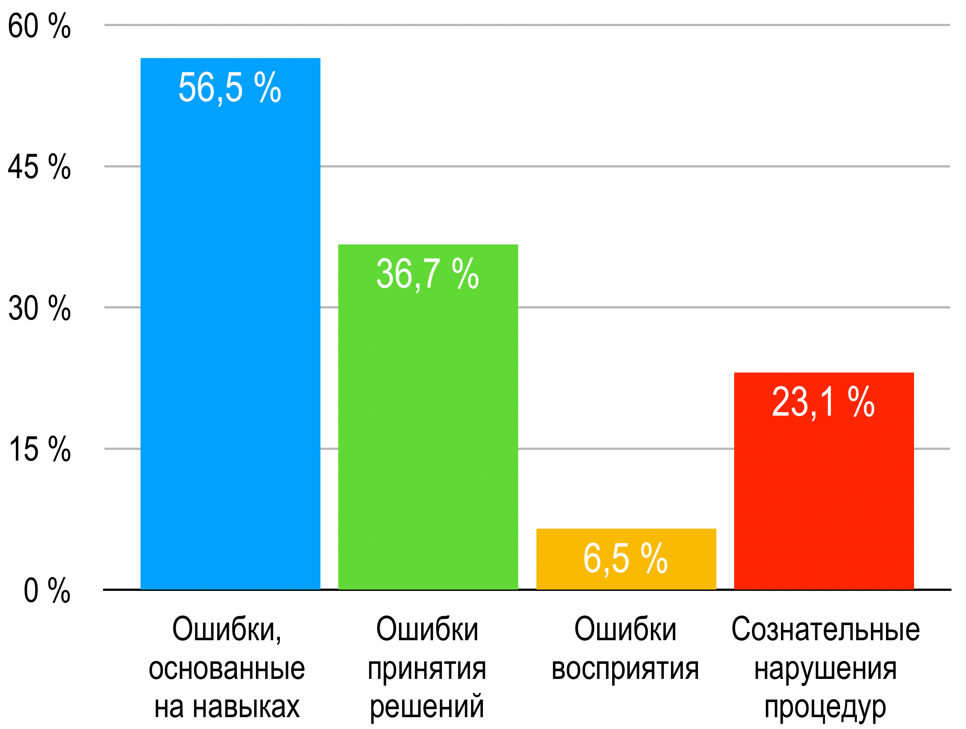 60 %
45 %
30 %
15 %
0 %
56,5 %
36,7 %
6,5 %
23,1 %
Ошибки,
основанные
на навыках
Ошибки
принятия
решений
Ошибки
восприятия
Сознательные
нарушения
процедур